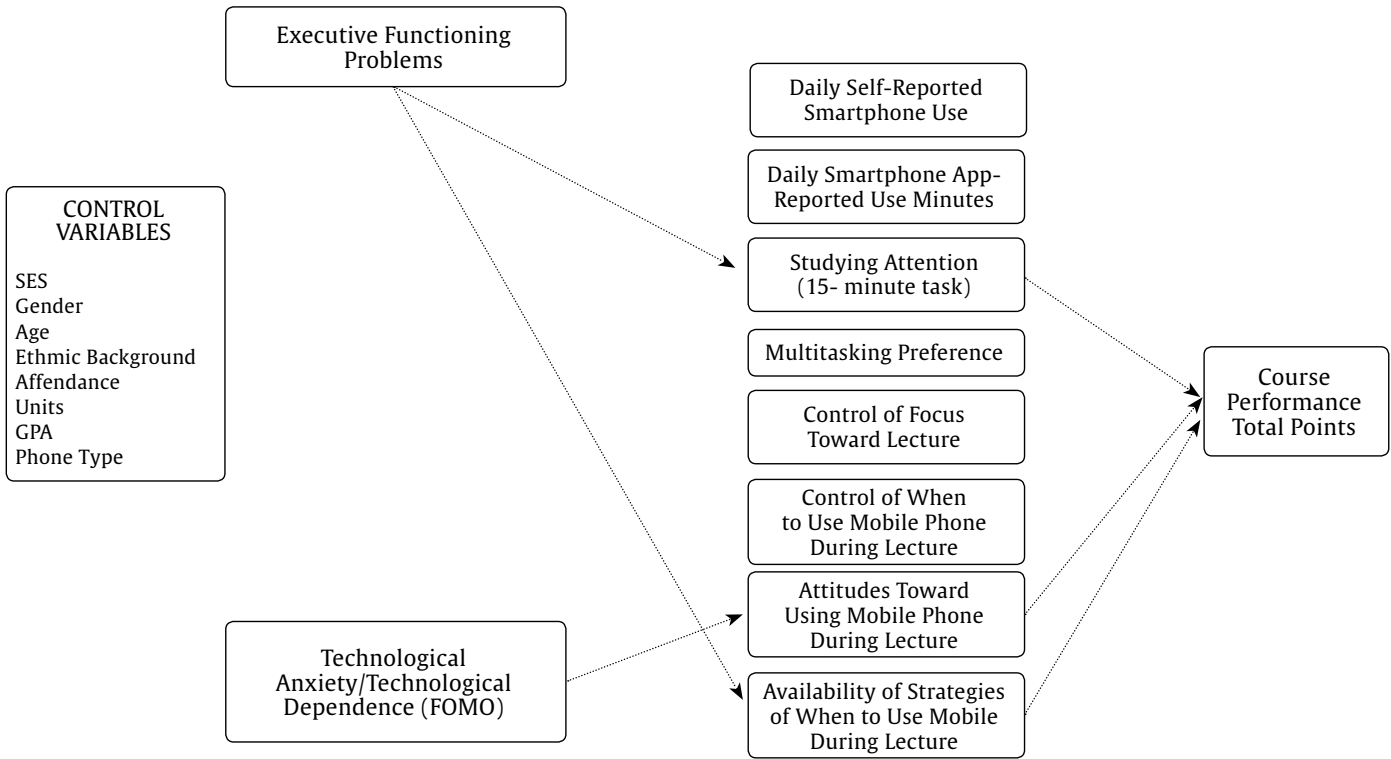 Executive Functioning
Problems
CONTROL
VARIABLES
SES
Gender
Age
Ethmic Background
Affendance
Units
GPA
Phone Type
Technological
Anxiety/Technological
Dependence (FOMO)
Daily Self-Reported
Smartphone Use
Daily Smartphone App-
Reported Use Minutes
Studying Attention
(15- minute task)
Multitasking Preference
Control of Focus
Toward Lecture
Control of When
to Use Mobile Phone
During Lecture
Attitudes Toward
Using Mobile Phone
During Lecture
Availability of Strategies
of When to Use Mobile
During Lecture
Course
Performance
Total Points